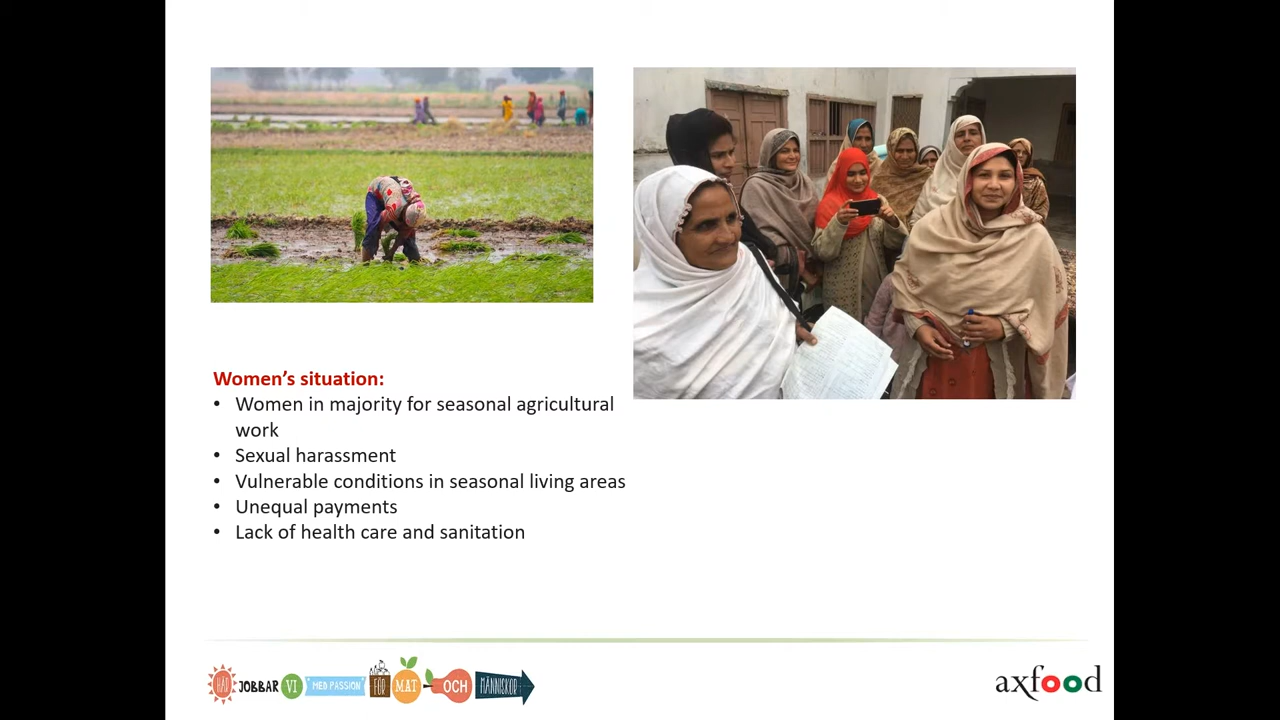 Women’s situation:
• Women in majority for seasonal agricultural
work
• Sexual harassment
• Vulnerable conditions in seasonal living areas
• Unequal payments
• Lack of health care and sanitation
HÄR JOBBAR VI MED PASSION FÖR MAT OCH MÄNNISKOR
axfood